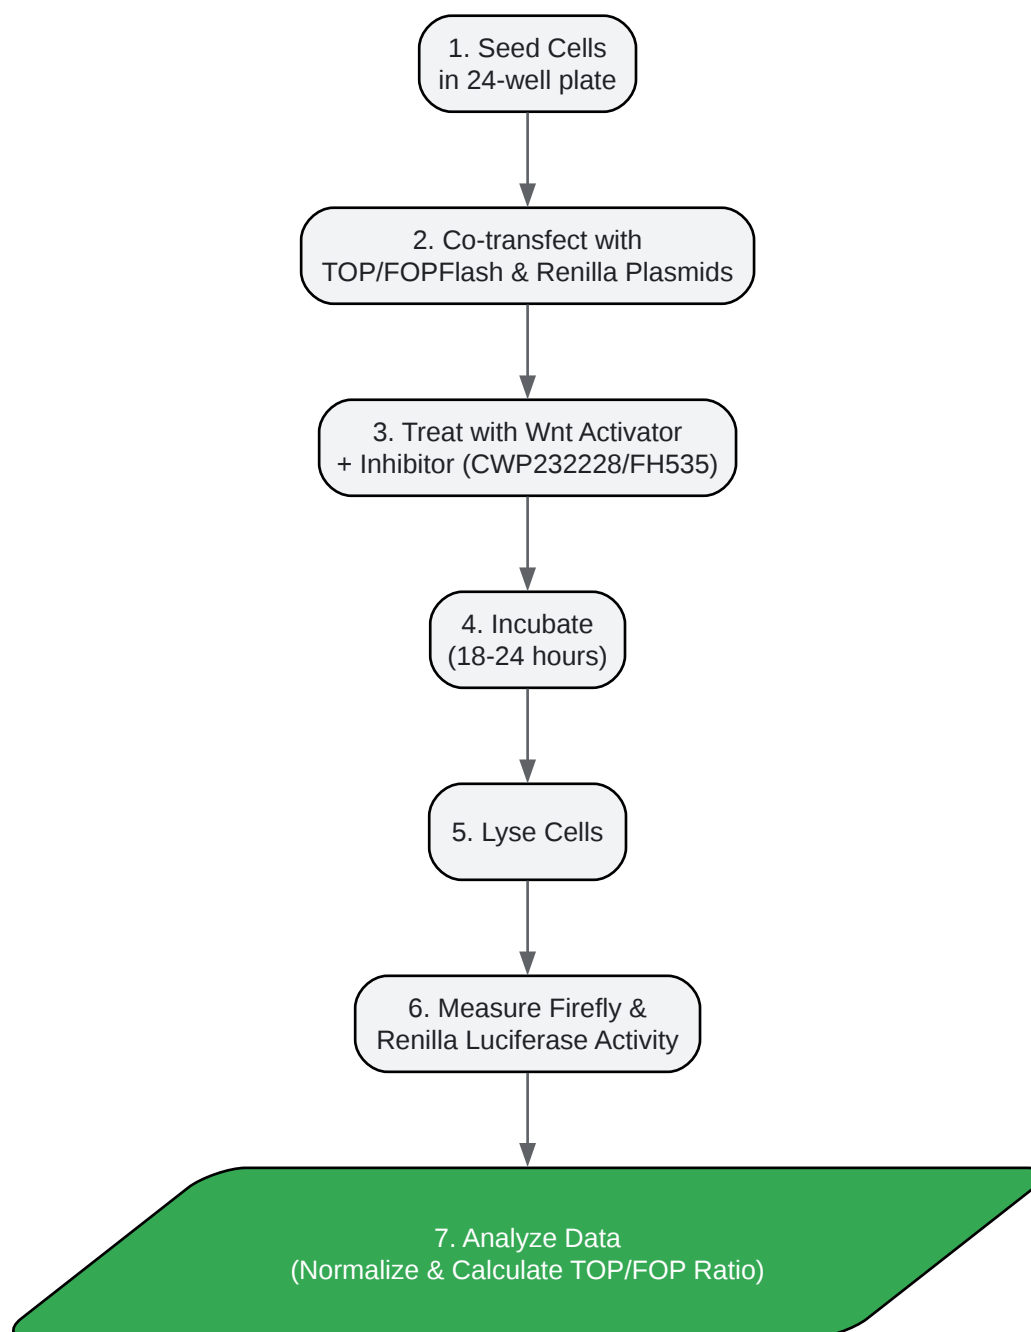 1. Seed Cells
in 24-well plate
2. Co-transfect with
TOP/FOPFlash & Renilla Plasmids
3. Treat with Wnt Activator
+ Inhibitor (CWP232228/FH535)
4. Incubate
(18-24 hours)
5. Lyse Cells
6. Measure Firefly &
Renilla Luciferase Activity
7. Analyze Data
(Normalize & Calculate TOP/FOP Ratio)